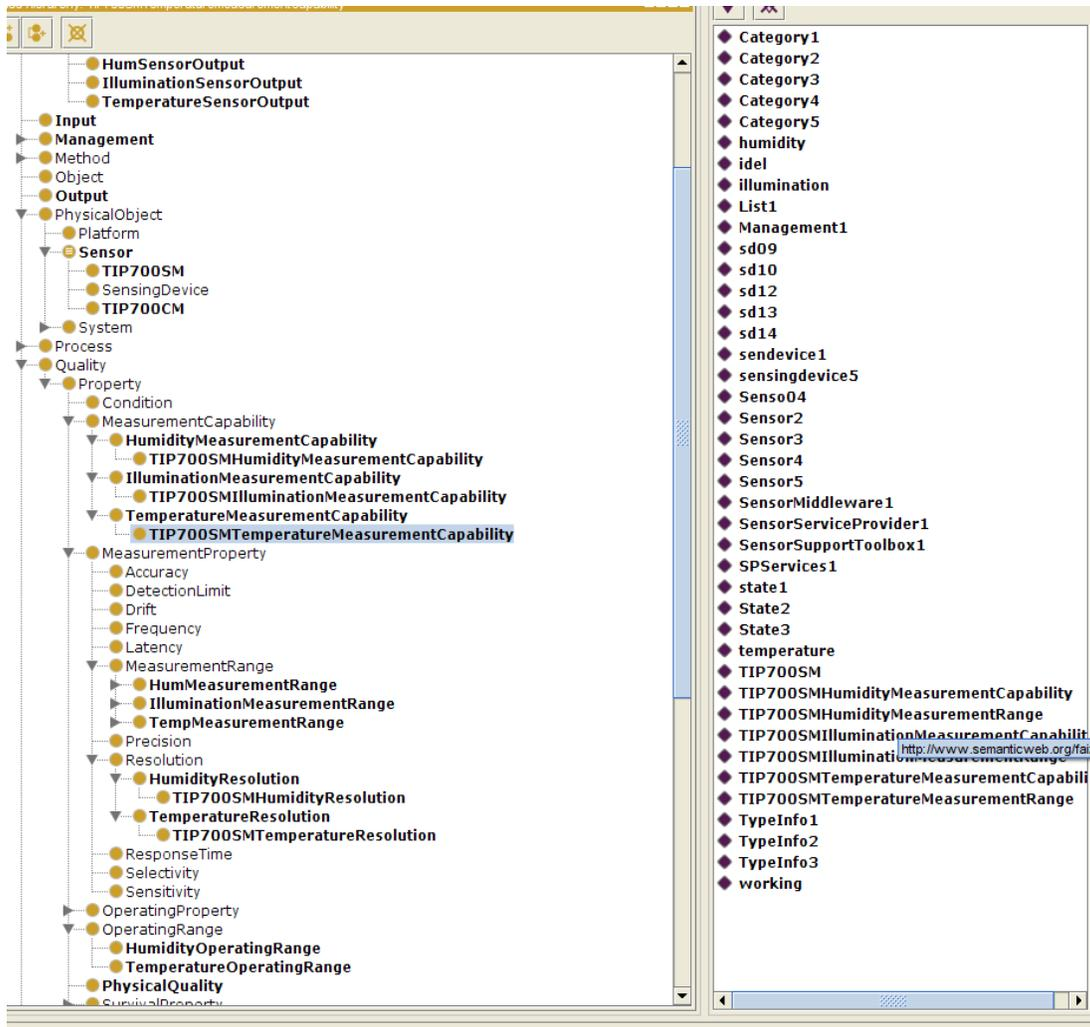 HumSensorOutput
IlluminationSensorOutput
TemperatureSensorOutput
Input
Management
Method
Object
Output
PhysicalObject
Platform
Sensor
TIP700SM
SensingDevice
TIP700CM
System
Process
Quality
Property
Condition
MeasurementCapability
HumidityMeasurementCapability
TIP700SMHumidityMeasurementCapability
IlluminationMeasurementCapability
TIP700SMIlluminationMeasurementCapability
TemperatureMeasurementCapability
TIP700SMTemperatureMeasurementCapability
MeasurementProperty
Accuracy
DetectionLimit
Drift
Frequency
Latency
MeasurementRange
HumMeasurementRange
IlluminationMeasurementRange
TempMeasurementRange
Precision
Resolution
HumidityResolution
TIP700SMHumidityResolution
TemperatureResolution
TIP700SMTemperatureResolution
ResponseTime
Selectivity
Sensitivity
OperatingProperty
OperatingRange
HumidityOperatingRange
TemperatureOperatingRange
PhysicalQuality
SurvivalProperty
Category1
Category2
Category3
Category4
Category5
humidity
idel
illumination
List1
Management1
sd09
sd10
sd12
sd13
sd14
sendevice1
sensingdevice5
Senso04
Sensor2
Sensor3
Sensor4
Sensor5
SensorMiddleware1
SensorServiceProvider1
SensorSupportToolbox1
SPServices1
state1
State2
State3
temperature
TIP700SM
TIP700SMHumidityMeasurementCapability
TIP700SMHumidityMeasurementRange
TIP700SMIlluminationMeasurementCapabilit
http://www.semanticweb.org/fai
TIP700SMIlluminationMeasurementRange
TIP700SMTemperatureMeasurementCapabili
TIP700SMTemperatureMeasurementRange
TypeInfo1
TypeInfo2
TypeInfo3
working